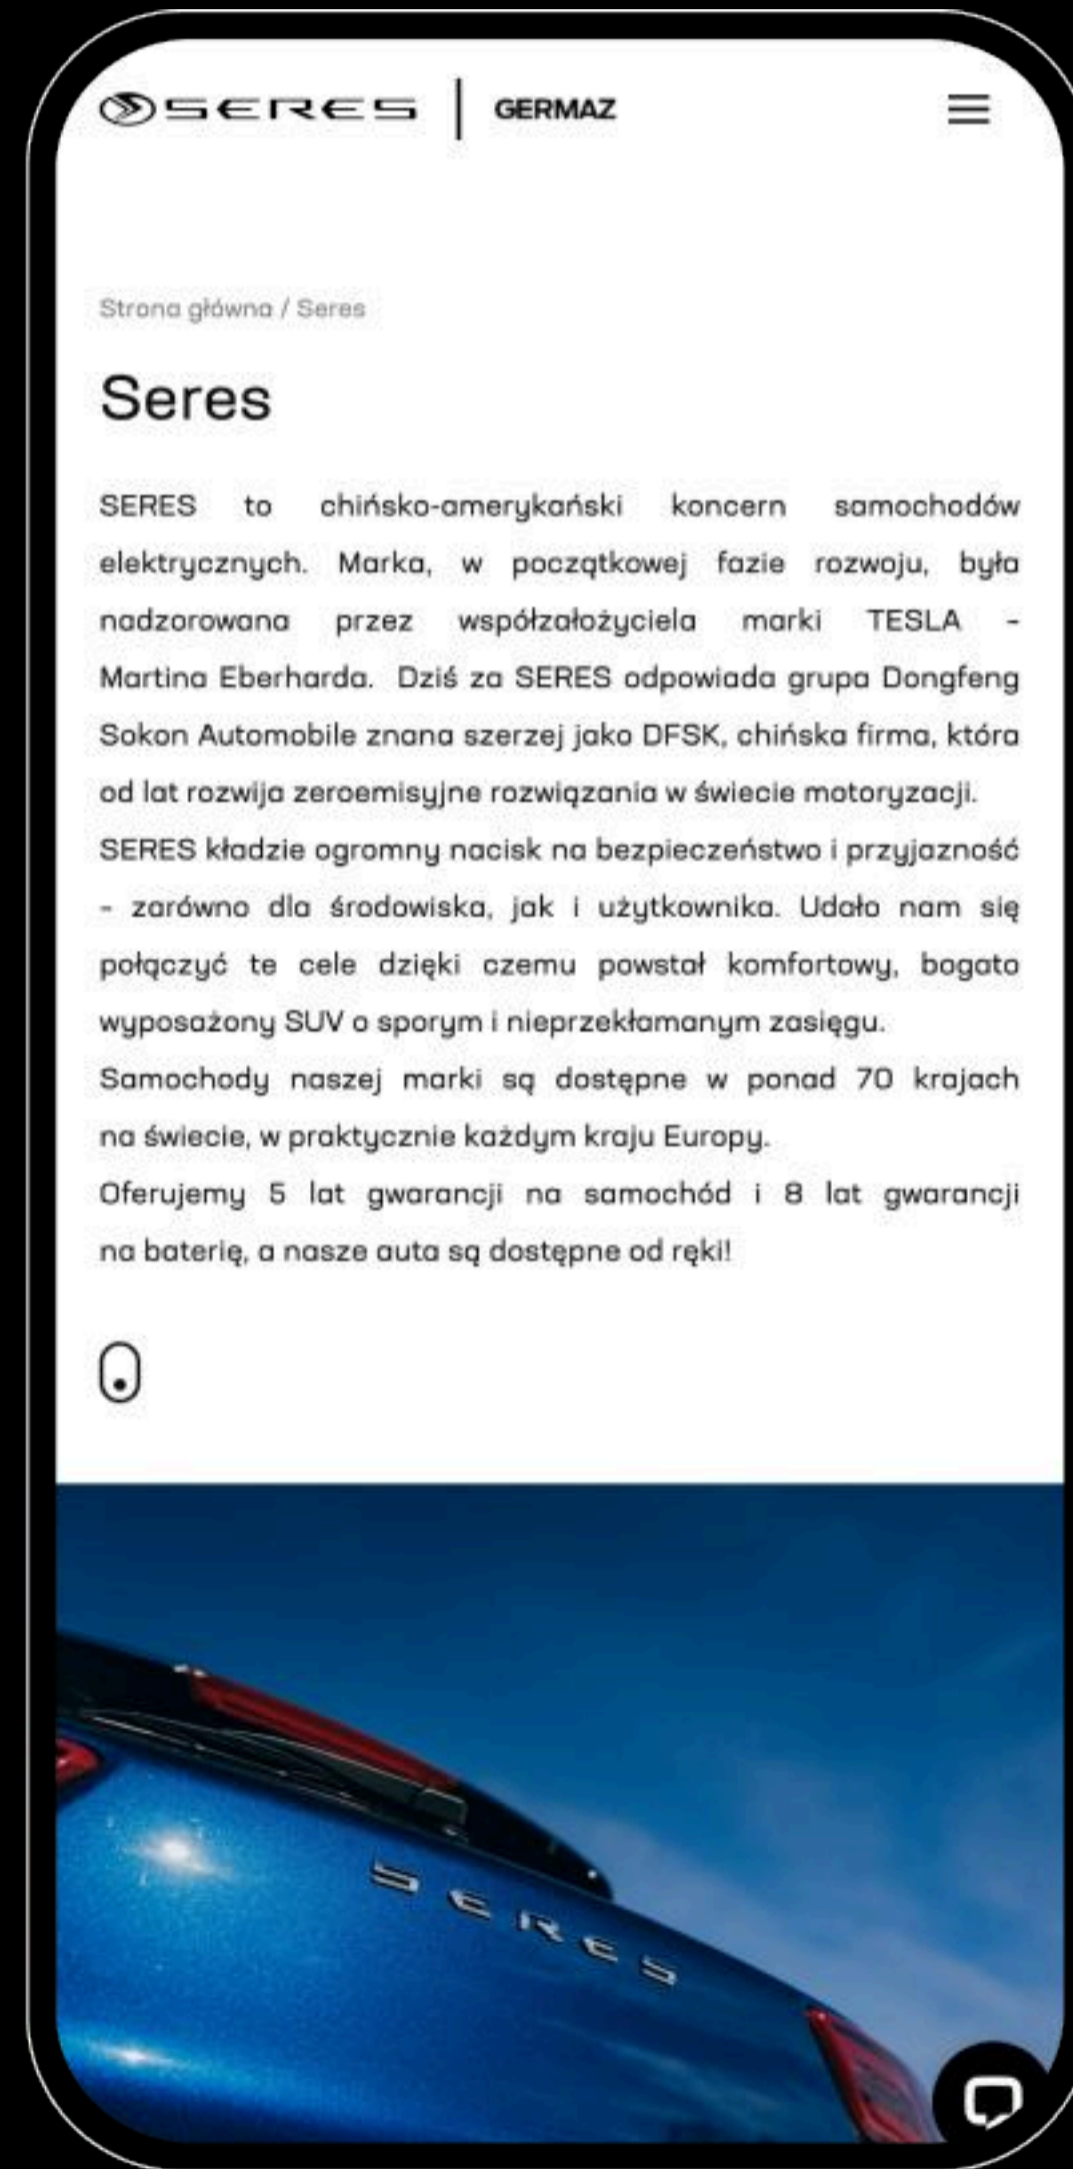 SERES | GERMAZ
Strona główna / Seres
Seres
SERES to chińsko-amerykański koncern samochodów
elektrycznych. Marka, w początkowej fazie rozwoju, była
nadzorowana przez współzałożyciela marki TESLA –
Martina Eberharda. Dziś za SERES odpowiada grupa Dongfeng
Sokon Automobile znana szerzej jako DFSK, chińska firma, która
od lat rozwija zeroemisyjne rozwiązania w świecie motoryzacji.
SERES kładzie ogromny nacisk na bezpieczeństwo i przyjazność
– zarówno dla środowiska, jak i użytkownika. Udało nam się
połączyć te cele dzięki czemu powstał komfortowy, bogato
wyposażony SUV o sporym i nieprzekłamanym zasięgu.
Samochody naszej marki są dostępne w ponad 70 krajach
na świecie, w praktycznie każdym kraju Europy.
Oferujemy 5 lat gwarancji na samochód i 8 lat gwarancji
na baterię, a nasze auta są dostępne od ręki!
SERES